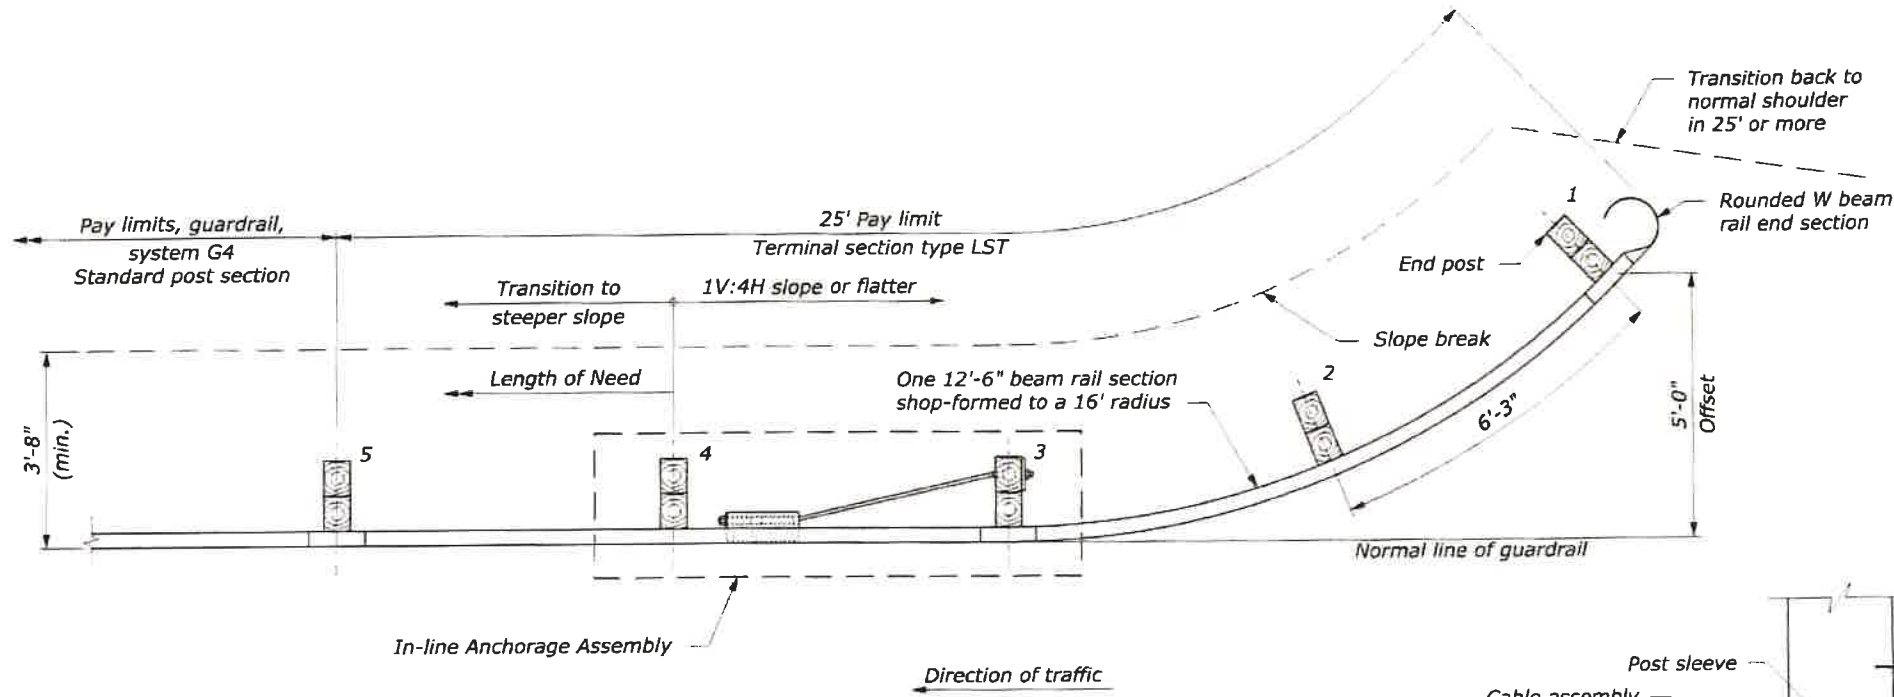 Transition back to
normal shoulder
in 25' or more
1
Rounded W beam
rail end section
Pay limits, guardrail,
system G4
Standard post section
25' Pay limit
Terminal section type LST
End post
Transition to
steeper slope
1V:4H slope or flatter
Slope break
Length of Need
One 12'-6" beam rail section
shop-formed to a 16' radius
2
6'-3"
5'-0"
Offset
3'-8"
(min.)
5
4
3
Normal line of guardrail
In-line Anchorage Assembly
Direction of traffic
Post sleeve
Cable assembly